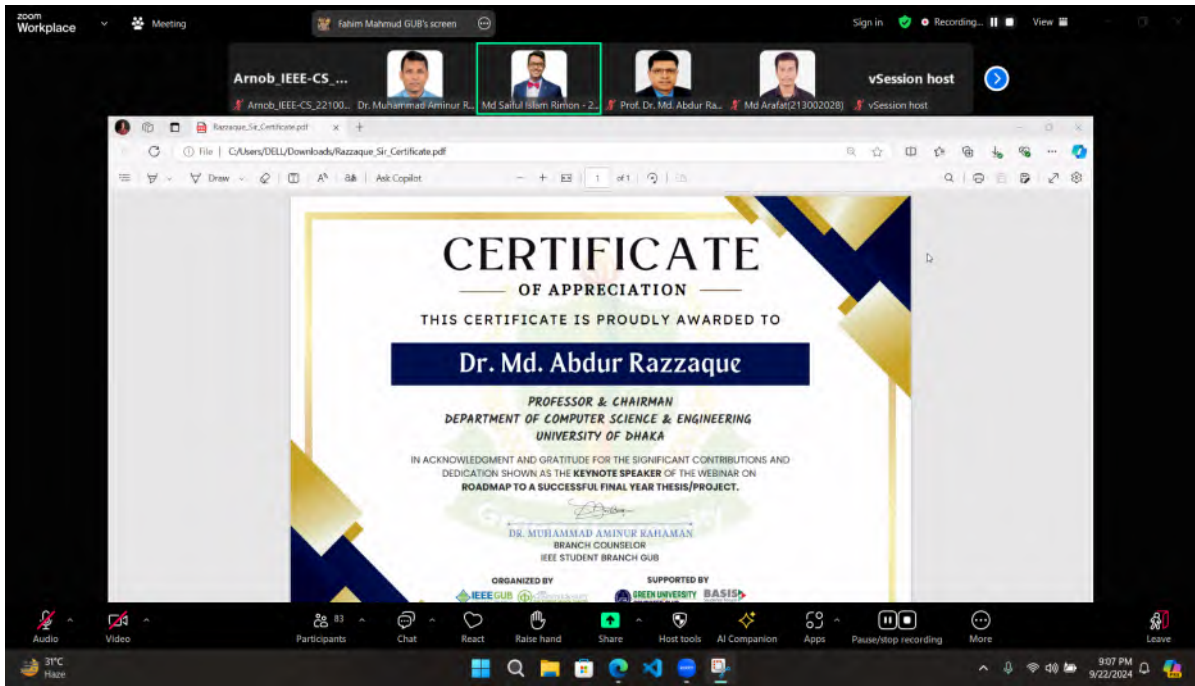 zoom
Workplace
Meeting
Fahim Mahmud GUB's screen
Sign in
Recording...
View
Arnob_IEEE-CS_...
vSession host
Arnob_IEEE-CS_22100...
Dr. Muhammad Aminur R...
Md Saiful Islam Rimon - 2...
Prof. Dr. Md. Abdur Ra...
Md Arafat(213002028)
vSession host
Razzaque_Sir_Certificate.pdf
File
C:/Users/DELL/Downloads/Razzaque_Sir_Certificate.pdf
Draw
Ask Copilot
1 of 1
CERTIFICATE
OF APPRECIATION
THIS CERTIFICATE IS PROUDLY AWARDED TO
Dr. Md. Abdur Razzaque
PROFESSOR & CHAIRMAN
DEPARTMENT OF COMPUTER SCIENCE & ENGINEERING
UNIVERSITY OF DHAKA
IN ACKNOWLEDGMENT AND GRATITUDE FOR THE SIGNIFICANT CONTRIBUTIONS AND
DEDICATION SHOWN AS THE KEYNOTE SPEAKER OF THE WEBINAR ON
ROADMAP TO A SUCCESSFUL FINAL YEAR THESIS/PROJECT.
DR. MUHAMMAD AMINUR RAHAMAN
BRANCH COUNSELOR
IEEE STUDENT BRANCH GUB
ORGANIZED BY
SUPPORTED BY
IEEE GUB
GREEN UNIVERSITY
BASIS
Audio
Video
83
Participants
Chat
React
Raise hand
Share
Host tools
AI Companion
Apps
Pause/stop recording
More
Leave
31°C
Haze
9:07 PM
9/22/2024